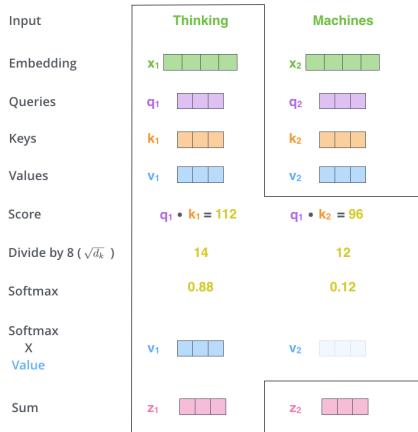 Input Thinking Machines
Embedding x1 x2
Queries q1 q2
Keys k1 k2
Values v1 v2
Score q1 • k1 = 112 q1 • k2 = 96
Divide by 8 ( √dk ) 14 12
Softmax 0.88 0.12
Softmax
X v1 v2
Value
Sum z1 z2